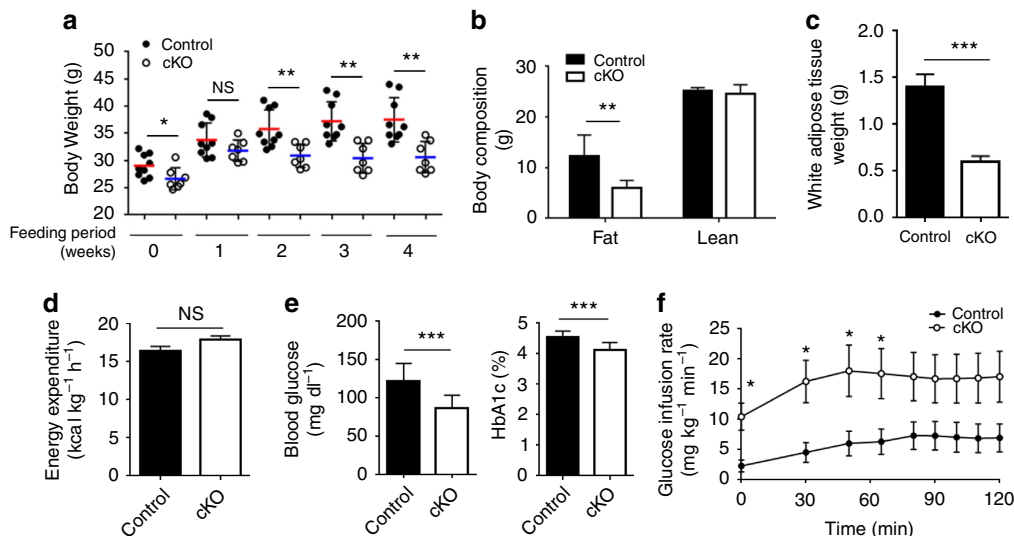 a
Control
cKO
Body Weight (g)
50
45
40
35
30
25
20
*
NS
**
**
**
Feeding period
(weeks)
0 1 2 3 4
b
Control
cKO
Body composition
(g)
30
20
10
0
**
Fat Lean
c
White adipose tissue
weight (g)
2.0
1.5
1.0
0.5
0.0
***
Control cKO
d
Energy expenditure
(kcal kg⁻¹ h⁻¹)
20
15
10
5
0
NS
Control
cKO
e
Blood glucose
(mg dl⁻¹)
200
150
100
50
0
***
Control
cKO
HbA1c (%)
5
4
3
2
1
0
***
Control
cKO
f
Control
cKO
Glucose infusion rate
(mg kg⁻¹ min⁻¹)
25
20
15
10
5
0
*
*
*
*
0 30 60 90 120
Time (min)